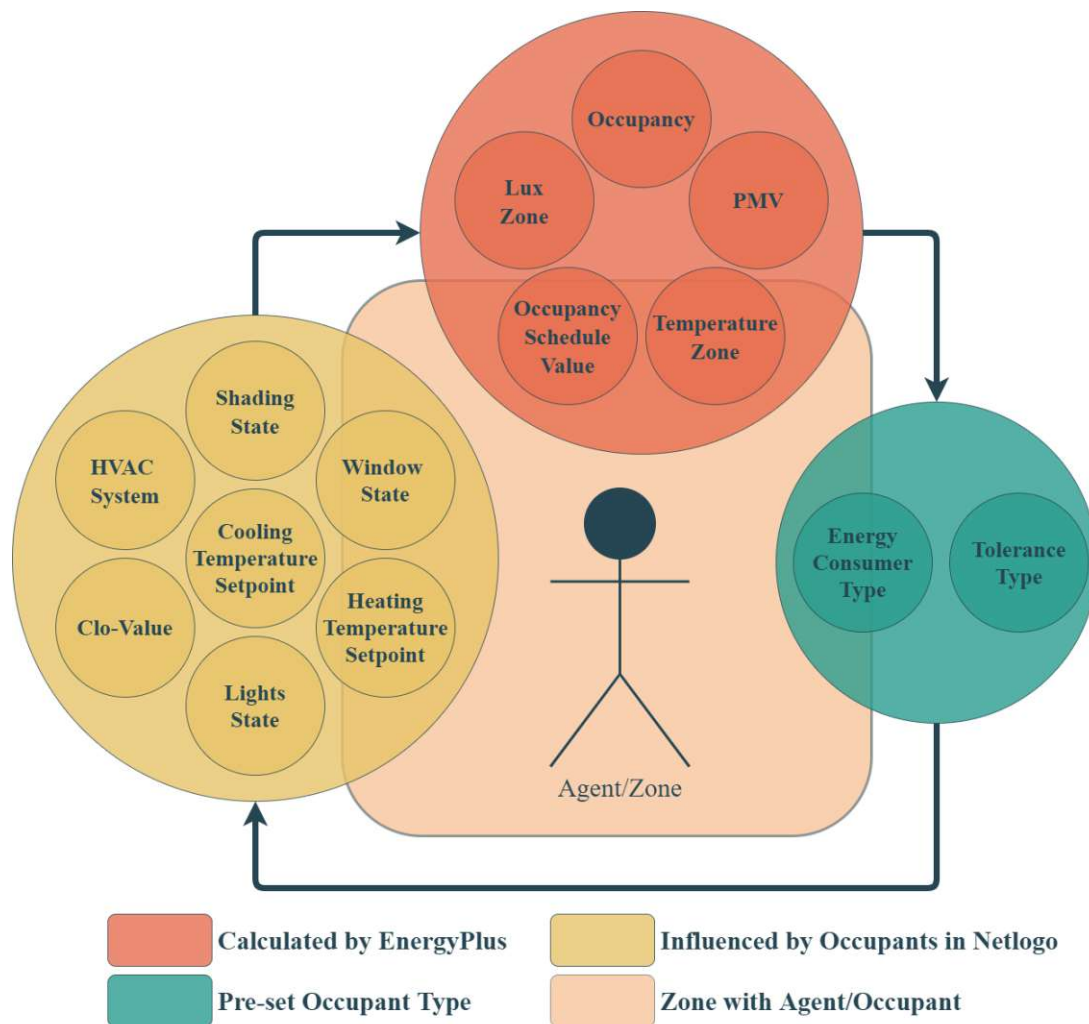 Occupancy
Lux
Zone
PMV
Occupancy
Schedule
Value
Temperature
Zone
Shading
State
HVAC
System
Window
State
Cooling
Temperature
Setpoint
Clo-Value
Heating
Temperature
Setpoint
Lights
State
Energy
Consumer
Type
Tolerance
Type
Agent/Zone
Calculated by EnergyPlus
Influenced by Occupants in Netlogo
Pre-set Occupant Type
Zone with Agent/Occupant